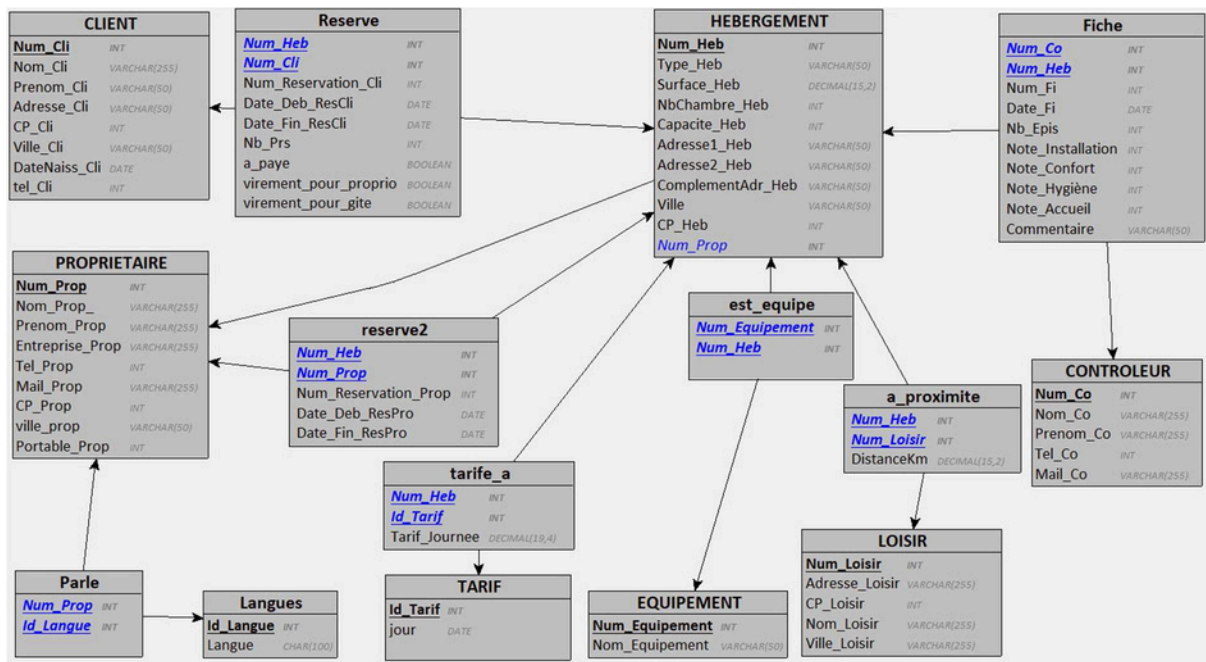 CLIENT
Num_Cli INT
Nom_Cli VARCHAR(255)
Prenom_Cli VARCHAR(50)
Adresse_Cli VARCHAR(50)
CP_Cli INT
Ville_Cli VARCHAR(50)
DateNaiss_Cli DATE
tel_Cli INT
Reserve
Num_Heb INT
Num_Cli INT
Num_Reservation_Cli INT
Date_Deb_ResCli DATE
Date_Fin_ResCli DATE
Nb_Prs INT
a_paye BOOLEAN
virement_pour_proprio BOOLEAN
virement_pour_gite BOOLEAN
HEBERGEMENT
Num_Heb INT
Type_Heb VARCHAR(50)
Surface_Heb DECIMAL(15,2)
NbChambre_Heb INT
Capacite_Heb INT
Adresse1_Heb VARCHAR(50)
Adresse2_Heb VARCHAR(50)
ComplementAdr_Heb VARCHAR(50)
Ville VARCHAR(50)
CP_Heb INT
Num_Prop INT
Fiche
Num_Co INT
Num_Heb INT
Num_Fi INT
Date_Fi DATE
Nb_Epis INT
Note_Installation INT
Note_Confort INT
Note_Hygiène INT
Note_Accueil INT
Commentaire VARCHAR(50)
PROPRIETAIRE
Num_Prop INT
Nom_Prop_ VARCHAR(255)
Prenom_Prop VARCHAR(255)
Entreprise_Prop VARCHAR(255)
Tel_Prop INT
Mail_Prop VARCHAR(255)
CP_Prop INT
ville_prop VARCHAR(50)
Portable_Prop INT
reserve2
Num_Heb INT
Num_Prop INT
Num_Reservation_Prop INT
Date_Deb_ResPro DATE
Date_Fin_ResPro DATE
est_equipe
Num_Equipement INT
Num_Heb INT
a_proximite
Num_Heb INT
Num_Loisir INT
DistanceKm DECIMAL(15,2)
CONTROLEUR
Num_Co INT
Nom_Co VARCHAR(255)
Prenom_Co VARCHAR(255)
Tel_Co INT
Mail_Co VARCHAR(255)
tarife_a
Num_Heb INT
Id_Tarif INT
Tarif_Journee DECIMAL(19,4)
Parle
Num_Prop INT
Id_Langue INT
Langues
Id_Langue INT
Langue CHAR(100)
TARIF
Id_Tarif INT
jour DATE
EQUIPEMENT
Num_Equipement INT
Nom_Equipement VARCHAR(50)
LOISIR
Num_Loisir INT
Adresse_Loisir VARCHAR(255)
CP_Loisir INT
Nom_Loisir VARCHAR(255)
Ville_Loisir VARCHAR(255)